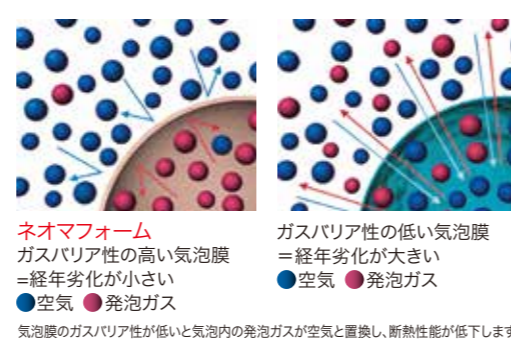 ネオマフォーム
ガスバリア性の高い気泡膜
=経年劣化が小さい
●空気 ●発泡ガス
ガスバリア性の低い気泡膜
＝経年劣化が大きい
●空気 ●発泡ガス
気泡膜のガスバリア性が低いと気泡内の発泡ガスが空気と置換し、断熱性能が低下します